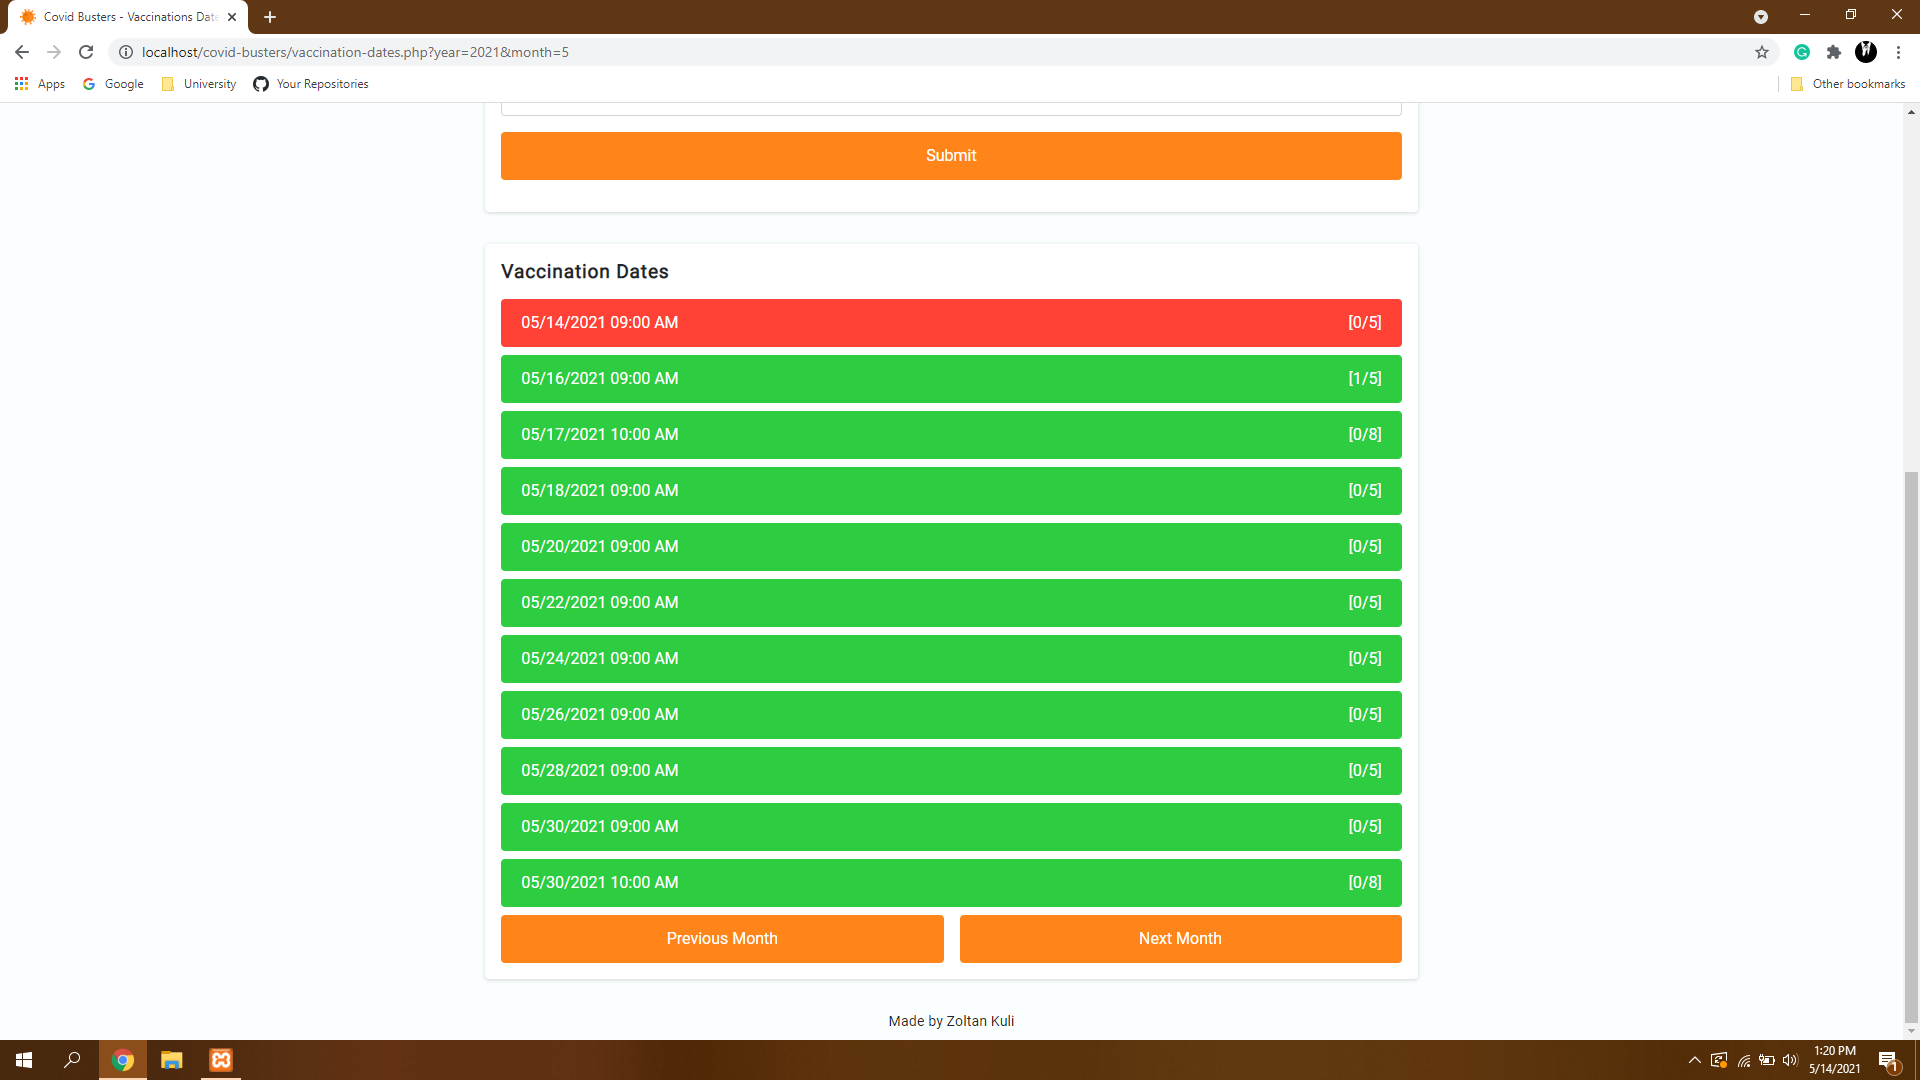 Covid Busters - Vaccinations Date
localhost/covid-busters/vaccination-dates.php?year=2021&month=5
Apps
Google
University
Your Repositories
Other bookmarks
Submit
Vaccination Dates
05/14/2021 09:00 AM [0/5]
05/16/2021 09:00 AM [1/5]
05/17/2021 10:00 AM [0/8]
05/18/2021 09:00 AM [0/5]
05/20/2021 09:00 AM [0/5]
05/22/2021 09:00 AM [0/5]
05/24/2021 09:00 AM [0/5]
05/26/2021 09:00 AM [0/5]
05/28/2021 09:00 AM [0/5]
05/30/2021 09:00 AM [0/5]
05/30/2021 10:00 AM [0/8]
Previous Month
Next Month
Made by Zoltan Kuli
1:20 PM
5/14/2021
1